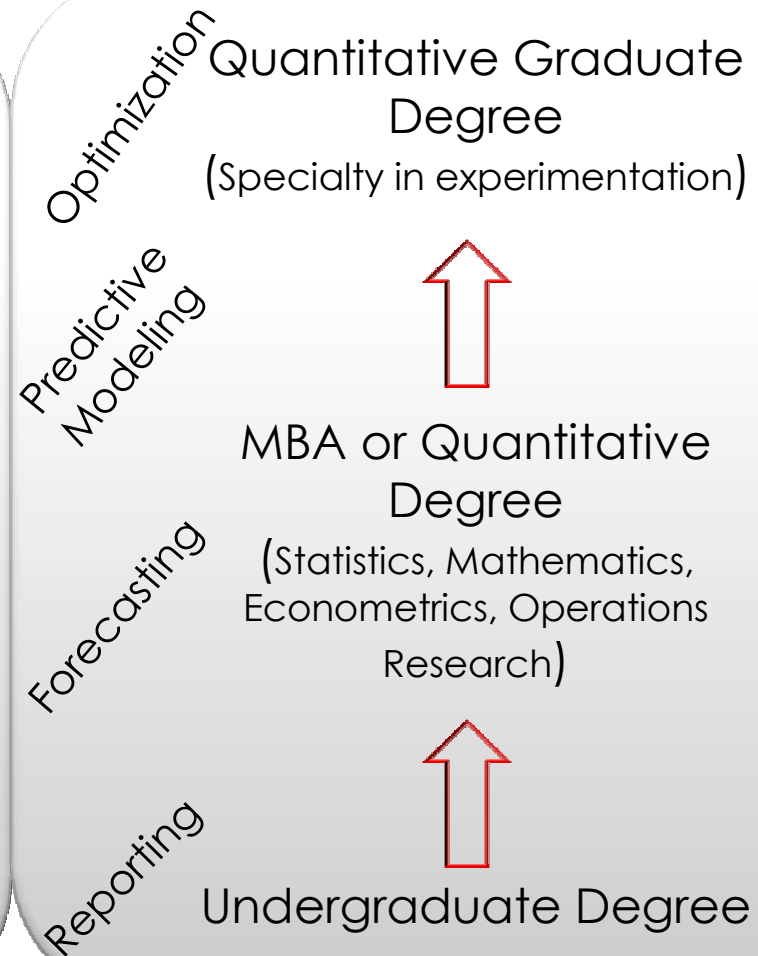 Optimization
Quantitative Graduate
Degree
(Specialty in experimentation)
Predictive
Modeling
MBA or Quantitative
Degree
(Statistics, Mathematics,
Econometrics, Operations
Research)
Forecasting
Reporting
Undergraduate Degree